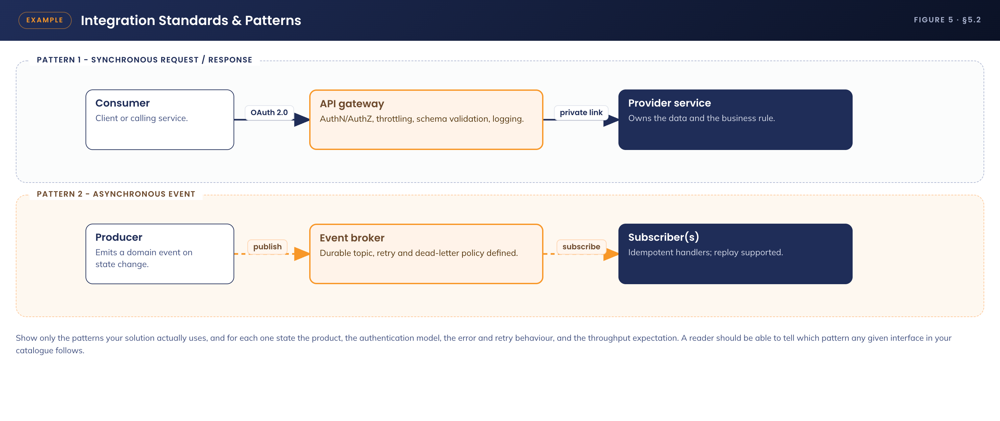 EXAMPLE
Integration Standards & Patterns
FIGURE 5 · §5.2
PATTERN 1 – SYNCHRONOUS REQUEST / RESPONSE
Consumer
Client or calling service.
OAuth 2.0
API gateway
AuthN/AuthZ, throttling, schema validation, logging.
private link
Provider service
Owns the data and the business rule.
PATTERN 2 – ASYNCHRONOUS EVENT
Producer
Emits a domain event on
state change.
publish
Event broker
Durable topic, retry and dead-letter policy defined.
subscribe
Subscriber(s)
Idempotent handlers; replay supported.
Show only the patterns your solution actually uses, and for each one state the product, the authentication model, the error and retry behaviour, and the throughput expectation. A reader should be able to tell which pattern any given interface in your
catalogue follows.